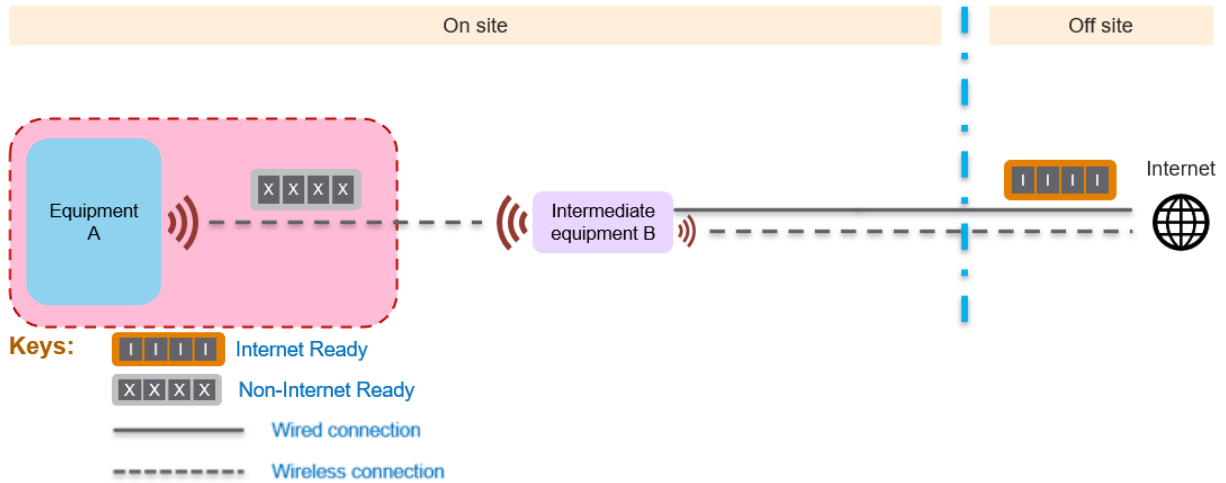 On site
Off site
X X X X
I I I I
Internet
Equipment
A
Intermediate
equipment B
Keys:
I I I I
Internet Ready
X X X X
Non-Internet Ready
Wired connection
Wireless connection